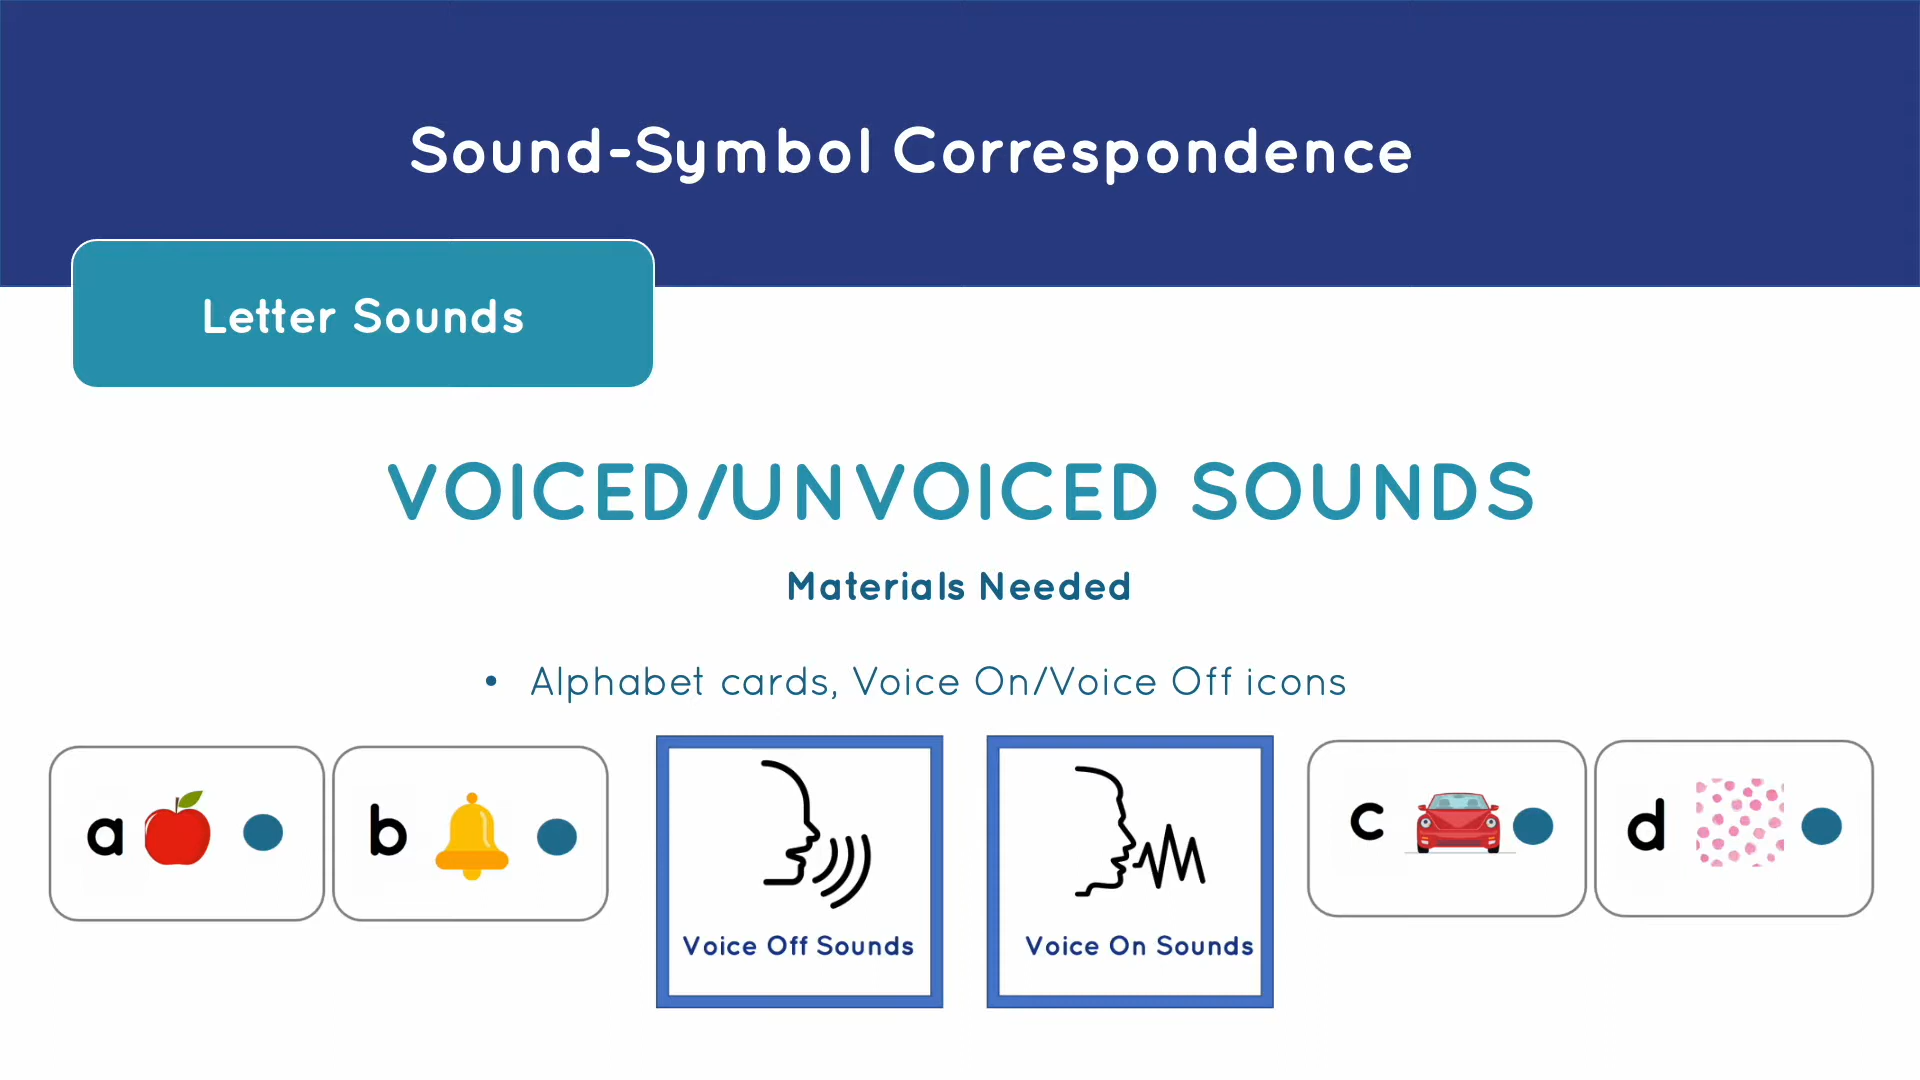 Sound-Symbol Correspondence
Letter Sounds
VOICED/UNVOICED SOUNDS
Materials Needed
• Alphabet cards, Voice On/Voice Off icons
a
b
Voice Off Sounds
Voice On Sounds
c
d